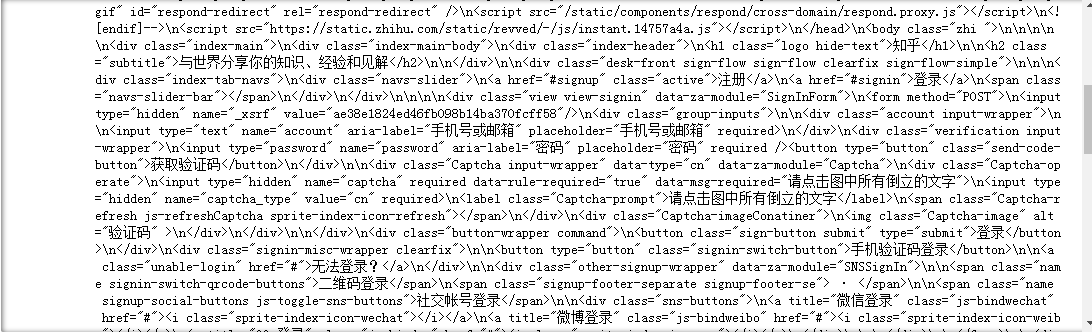 gif" id="respond-redirect" rel="respond-redirect" />\n<script src="/static/components/respond/cross-domain/respond.proxy.js"></script>\n<!
[endif]-->\n<script src="https://static.zhihu.com/static/revved/-/js/instant.14757a4a.js"></script>\n</head>\n<body class="zhi ">\n\n\n\n
\n<div class="index-main">\n<div class="index-main-body">\n<div class="index-header">\n<h1 class="logo hide-text">知乎</h1>\n\n<h2 class
="subtitle">与世界分享你的知识、经验和见解</h2>\n\n</div>\n\n<div class="desk-front sign-flow sign-flow clearfix sign-flow-simple">\n\n\n<
div class="index-tab-navs">\n<div class="navs-slider">\n<a href="#signup" class="active">注册</a>\n<a href="#signin">登录</a>\n<span class
="navs-slider-bar"></span>\n</div>\n</div>\n\n\n\n<div class="view view-signin" data-za-module="SignInForm">\n<form method="POST">\n<input
type="hidden" name="_xsrf" value="ae38e1824ed46fb098b14ba370fcff58"/>\n<div class="group-inputs">\n\n<div class="account input-wrapper">\n
\n<input type="text" name="account" aria-label="手机号或邮箱" placeholder="手机号或邮箱" required>\n</div>\n<div class="verification input
-wrapper">\n<input type="password" name="password" aria-label="密码" placeholder="密码" required /><button type="button" class="send-code-
button">获取验证码</button>\n</div>\n\n<div class="Captcha input-wrapper" data-type="cn" data-za-module="Captcha">\n<div class="Captcha-op
erate">\n<input type="hidden" name="captcha" required data-rule-required="true" data-msg-required="请点击图中所有倒立的文字">\n<input type
="hidden" name="captcha_type" value="cn" required>\n<label class="Captcha-prompt">请点击图中所有倒立的文字</label>\n<span class="Captcha-r
efresh js-refreshCaptcha sprite-index-icon-refresh"></span>\n</div>\n<div class="Captcha-imageConatiner">\n<img class="Captcha-image" alt
="验证码" >\n</div>\n</div>\n\n</div>\n<div class="button-wrapper command">\n<button class="sign-button submit" type="submit">登录</button
>\n</div>\n<div class="signin-misc-wrapper clearfix">\n\n<button type="button" class="signin-switch-button">手机验证码登录</button>\n\n<a
class="unable-login" href="#">无法登录？</a>\n</div>\n\n<div class="other-signup-wrapper" data-za-module="SNSSignIn">\n\n<span class="nam
e signin-switch-qrcode-buttons">二维码登录</span>\n<span class="signup-footer-separate signup-footer-se"> · </span>\n\n<span class="name
signup-social-buttons js-toggle-sns-buttons">社交帐号登录</span>\n\n<div class="sns-buttons">\n<a title="微信登录" class="js-bindwechat"
href="#"><i class="sprite-index-icon-wechat"></i></a>\n<a title="微博登录" class="js-bindweibo" href="#"><i class="sprite-index-icon-weib